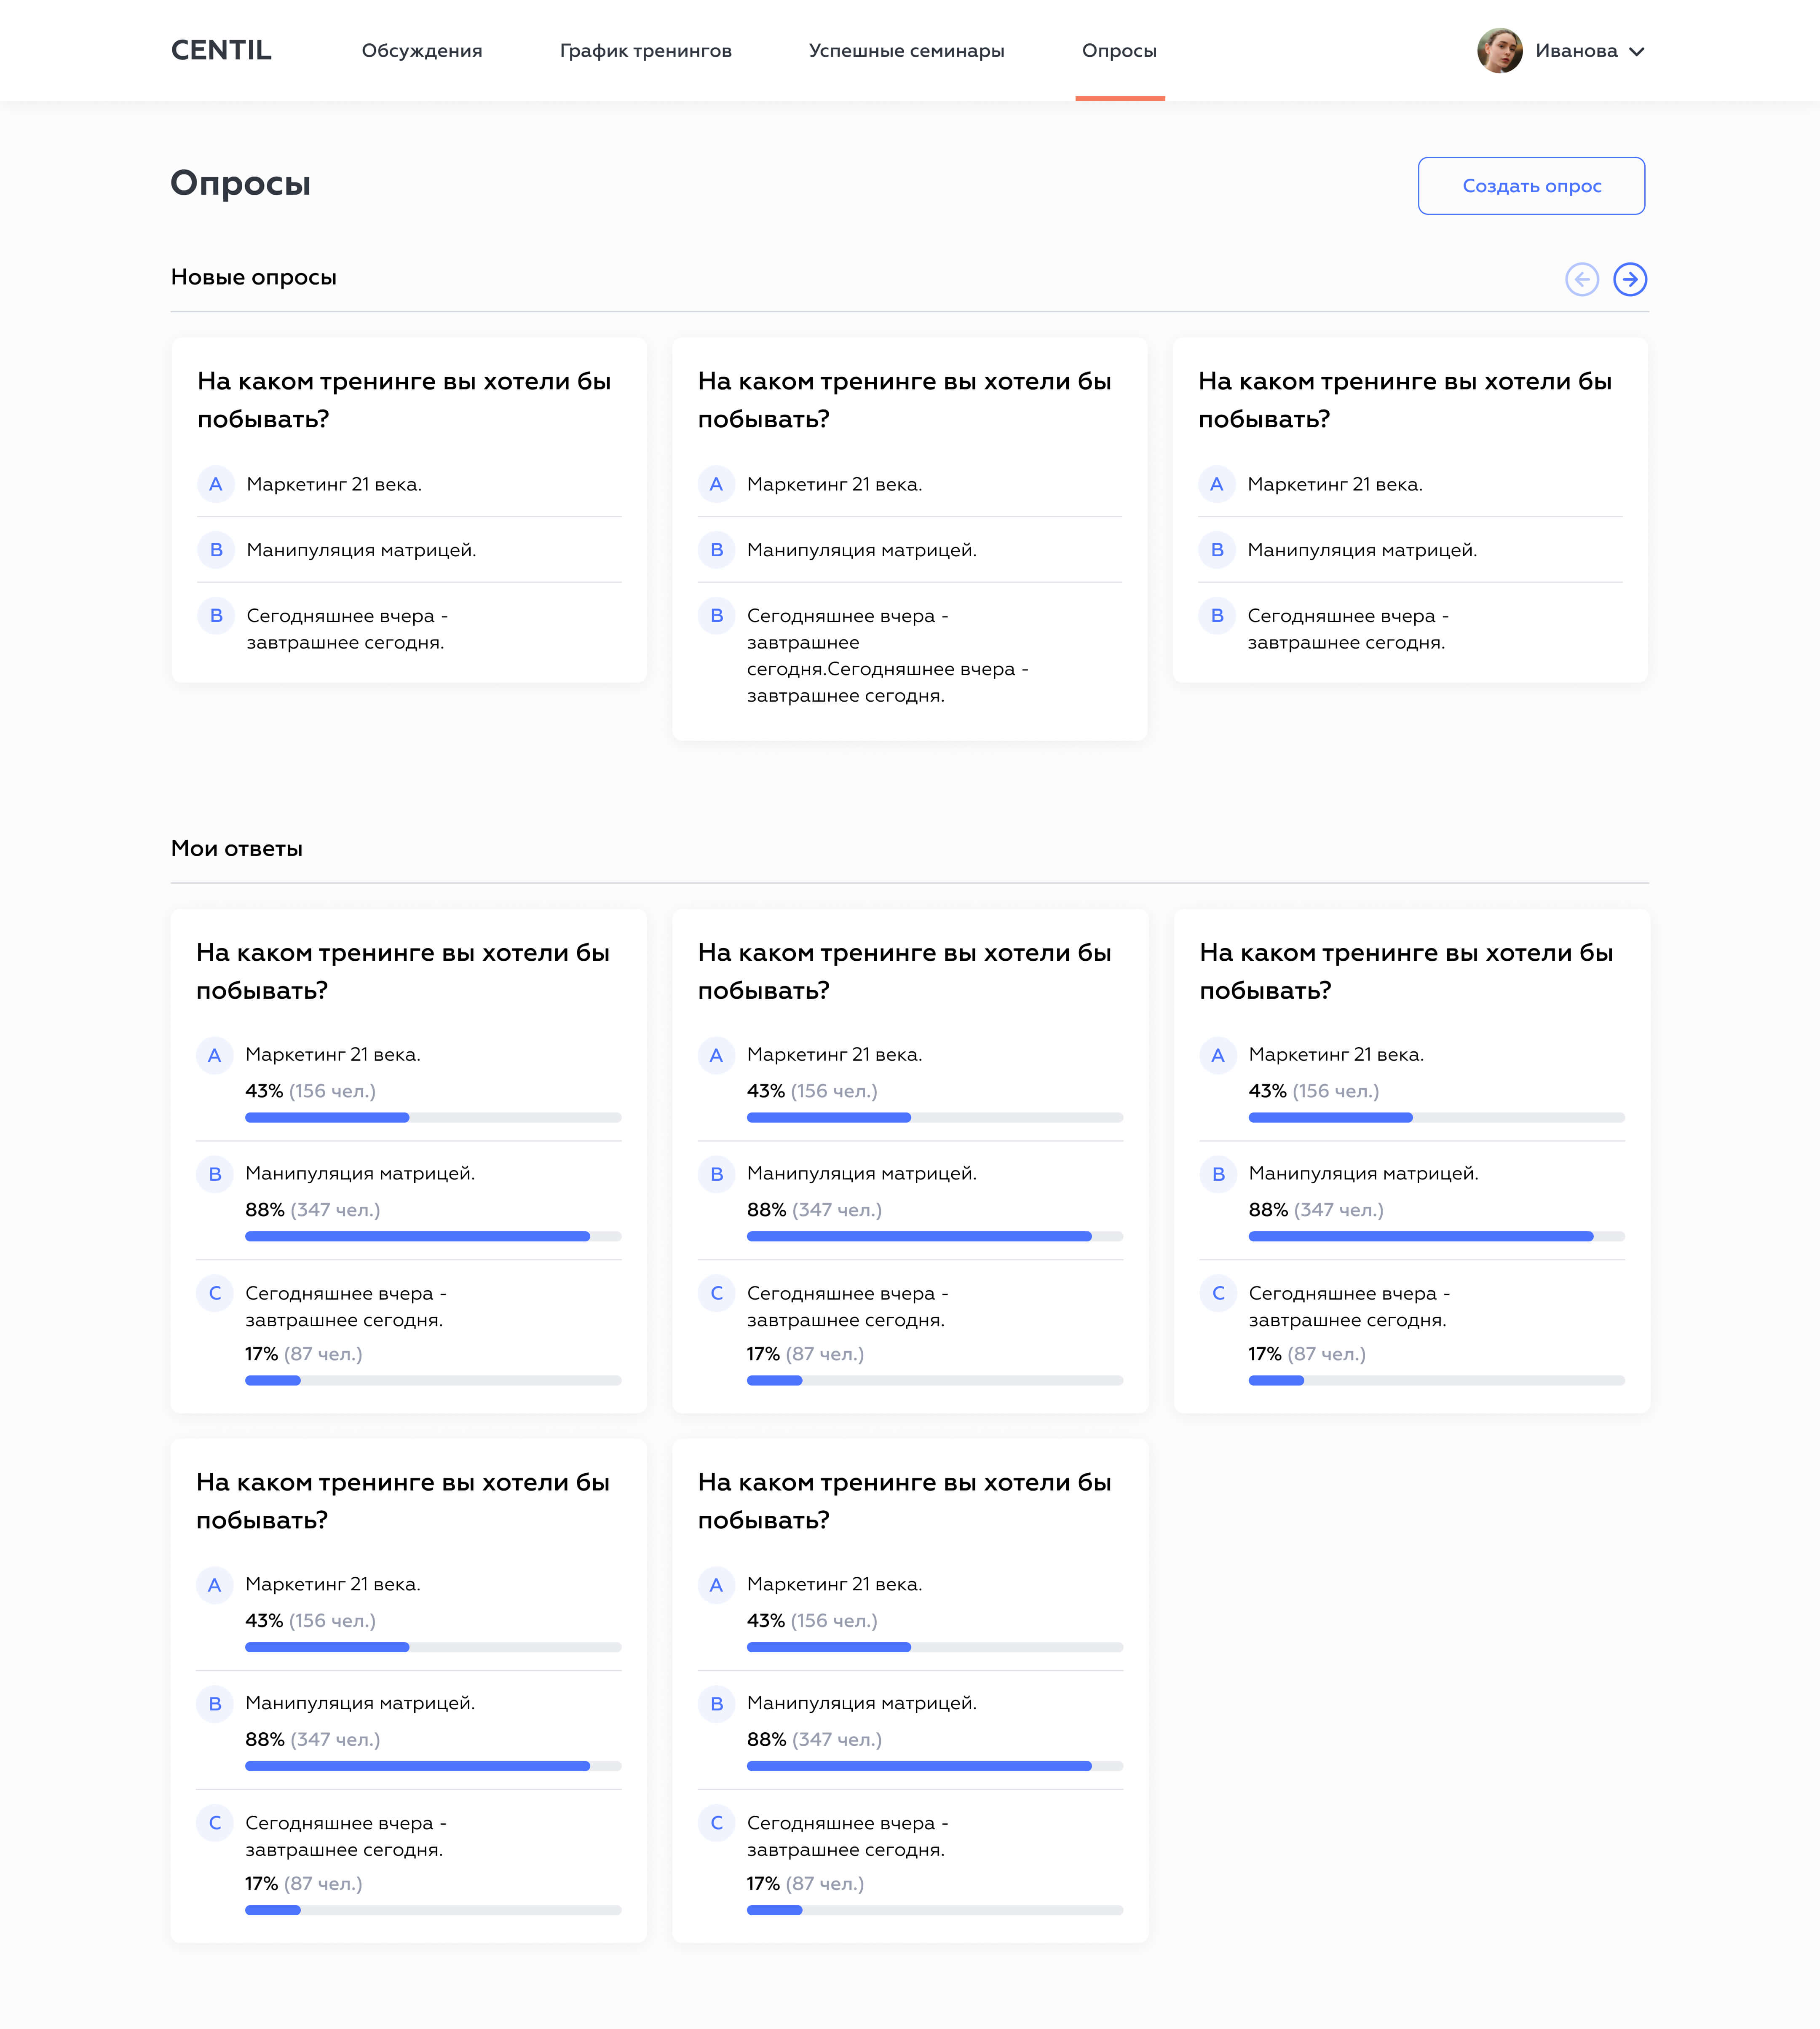 CENTIL
Обсуждения
График тренингов
Успешные семинары
Опросы
Иванова
Опросы
Создать опрос
Новые опросы
На каком тренинге вы хотели бы
побывать?
A
Маркетинг 21 века.
B
Манипуляция матрицей.
B
Сегодняшнее вчера -
завтрашнее сегодня.
На каком тренинге вы хотели бы
побывать?
A
Маркетинг 21 века.
B
Манипуляция матрицей.
B
Сегодняшнее вчера -
завтрашнее
сегодня.Сегодняшнее вчера -
завтрашнее сегодня.
На каком тренинге вы хотели бы
побывать?
A
Маркетинг 21 века.
B
Манипуляция матрицей.
B
Сегодняшнее вчера -
завтрашнее сегодня.
Мои ответы
На каком тренинге вы хотели бы
побывать?
A
Маркетинг 21 века.
43% (156 чел.)
B
Манипуляция матрицей.
88% (347 чел.)
C
Сегодняшнее вчера -
завтрашнее сегодня.
17% (87 чел.)
На каком тренинге вы хотели бы
побывать?
A
Маркетинг 21 века.
43% (156 чел.)
B
Манипуляция матрицей.
88% (347 чел.)
C
Сегодняшнее вчера -
завтрашнее сегодня.
17% (87 чел.)
На каком тренинге вы хотели бы
побывать?
A
Маркетинг 21 века.
43% (156 чел.)
B
Манипуляция матрицей.
88% (347 чел.)
C
Сегодняшнее вчера -
завтрашнее сегодня.
17% (87 чел.)
На каком тренинге вы хотели бы
побывать?
A
Маркетинг 21 века.
43% (156 чел.)
B
Манипуляция матрицей.
88% (347 чел.)
C
Сегодняшнее вчера -
завтрашнее сегодня.
17% (87 чел.)
На каком тренинге вы хотели бы
побывать?
A
Маркетинг 21 века.
43% (156 чел.)
B
Манипуляция матрицей.
88% (347 чел.)
C
Сегодняшнее вчера -
завтрашнее сегодня.
17% (87 чел.)